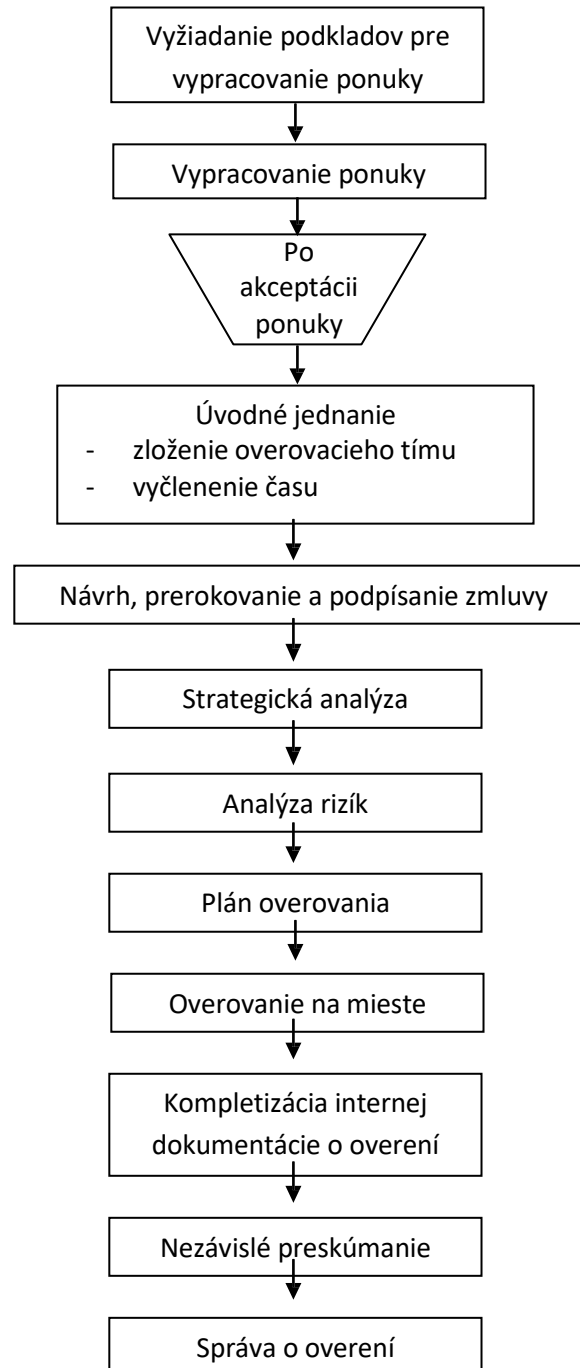 Vyžiadanie podkladov pre
vypracovanie ponuky
Vypracovanie ponuky
Po
akceptácii
ponuky
Úvodné jednanie
- zloženie overovacieho tímu
- vyčlenenie času
Návrh, prerokovanie a podpísanie zmluvy
Strategická analýza
Analýza rizík
Plán overovania
Overovanie na mieste
Kompletizácia internej
dokumentácie o overení
Nezávislé preskúmanie
Správa o overení